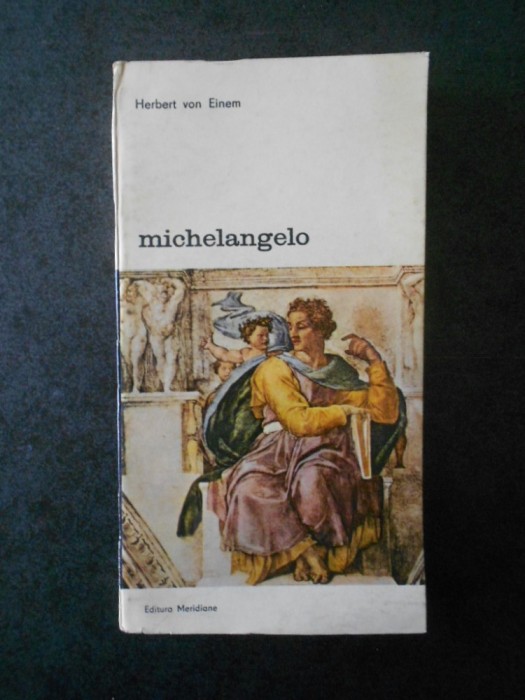 Herbert von Einem
michelangelo
Editura Meridiane